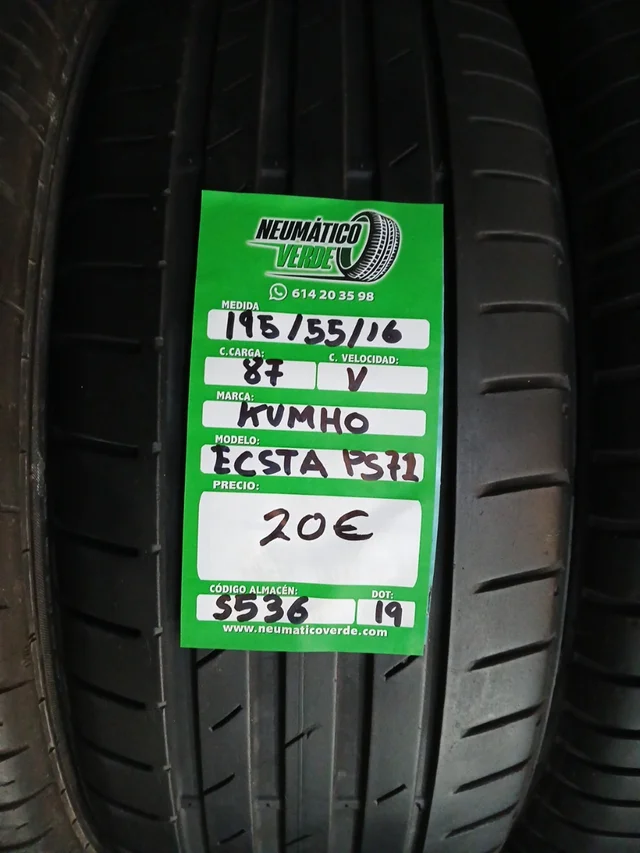 NEUMÁTICO
VERDE
614 20 35 98
MEDIDA
195/55/16
C.CARGA: C. VELOCIDAD:
87 V
MARCA:
KUMHO
MODELO:
ECSTA PS71
PRECIO:
20€
CÓDIGO ALMACÉN: DOT:
S536 19
www.neumaticoverde.com